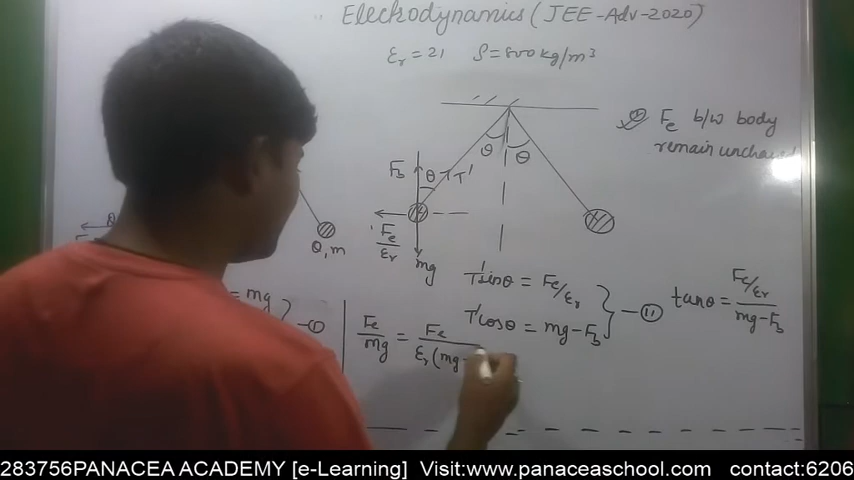 Electrodynamics (JEE-Adv-2020)
εr = 21 ρ = 800 kg/m³
Fe b/w body
remain
θ θ
FB θ T'
Fe/εr
mg
Q, m
T'sinθ = Fe/εr
T'cosθ = mg - FB
} - (11)
tanθ = Fe/εr / mg - FB
= mg } - (1)
Fe/mg = Fe/εr(mg-
283756PANACEA ACADEMY [e-Learning] Visit:www.panaceaschool.com contact:6206